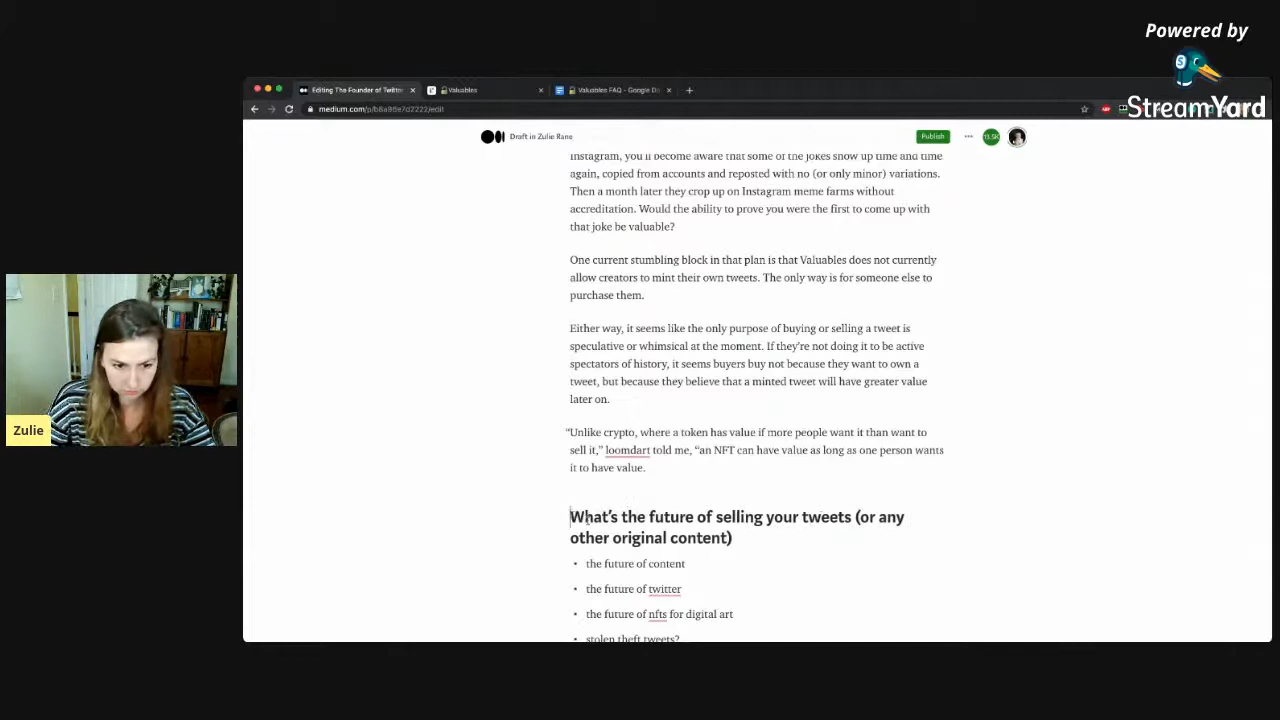 Powered by
StreamYard
Editing The Founder of Twitter
Valuables
Valuables FAQ - Google Do
medium.com/p/b8a96e7d2222/edit
Draft in Zulie Rane
Publish
13.5K
Instagram, you'll become aware that some of the jokes show up time and time
again, copied from accounts and reposted with no (or only minor) variations.
Then a month later they crop up on Instagram meme farms without
accreditation. Would the ability to prove you were the first to come up with
that joke be valuable?
One current stumbling block in that plan is that Valuables does not currently
allow creators to mint their own tweets. The only way is for someone else to
purchase them.
Either way, it seems like the only purpose of buying or selling a tweet is
speculative or whimsical at the moment. If they're not doing it to be active
spectators of history, it seems buyers buy not because they want to own a
tweet, but because they believe that a minted tweet will have greater value
later on.
"Unlike crypto, where a token has value if more people want it than want to
sell it," loomdart told me, "an NFT can have value as long as one person wants
it to have value.
What's the future of selling your tweets (or any
other original content)
• the future of content
• the future of twitter
• the future of nfts for digital art
• stolen theft tweets?
Zulie